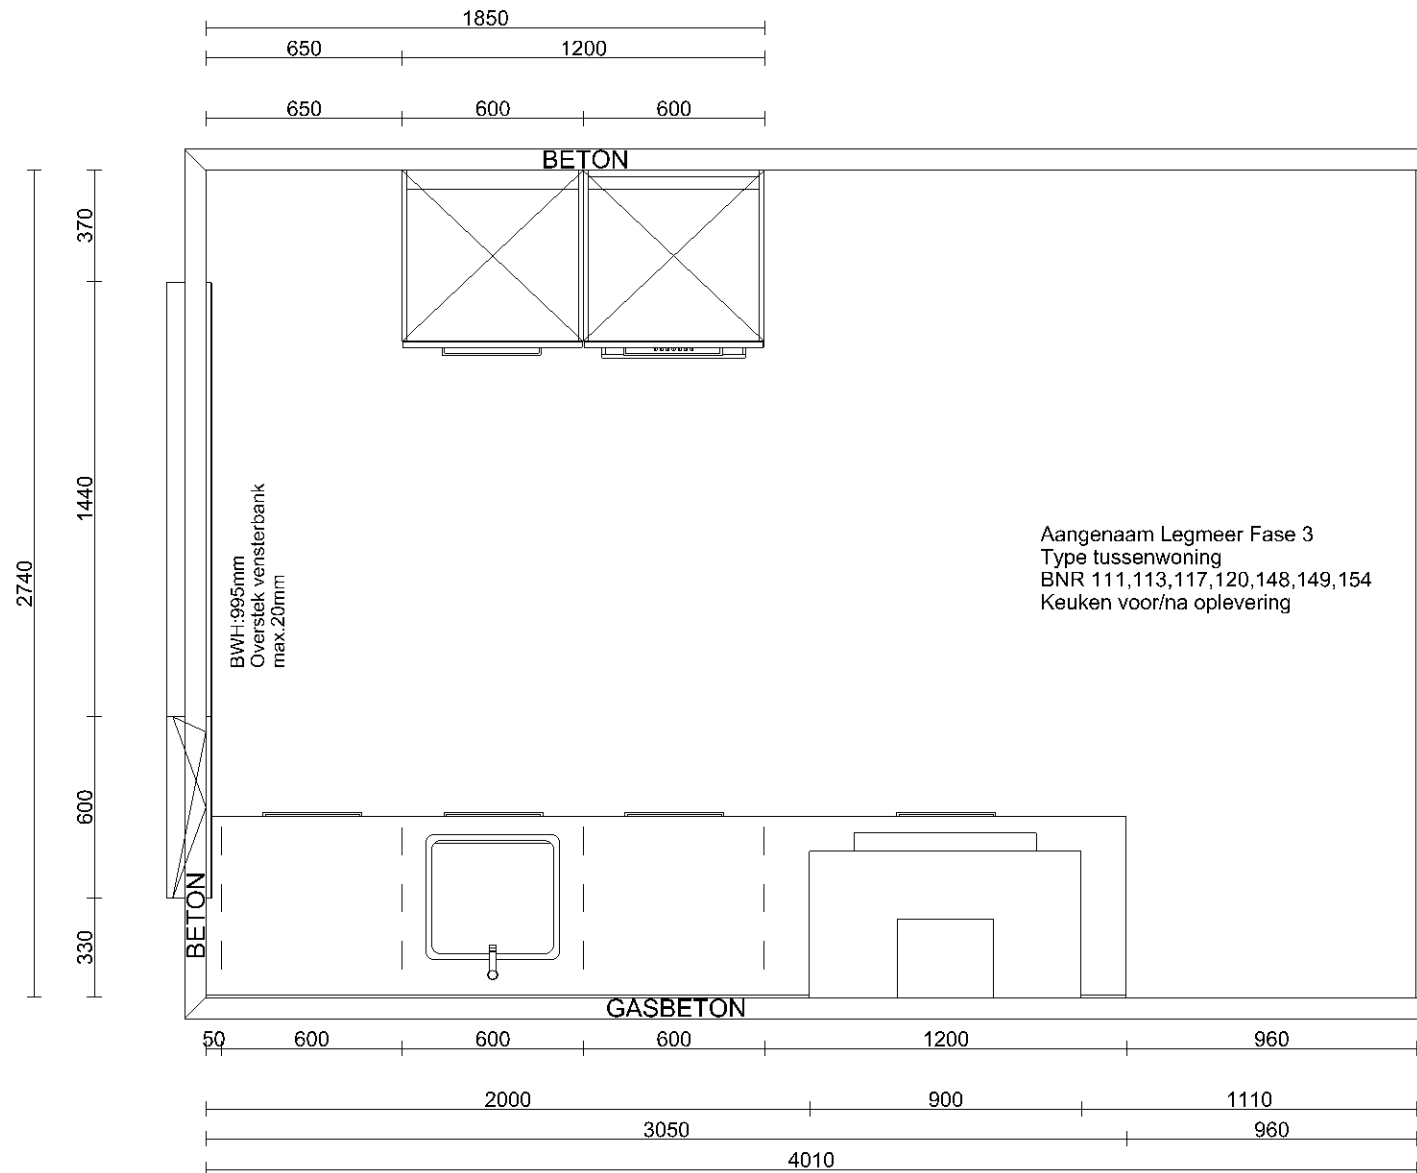 1850
650 1200
650 600 600
BETON
370
1440
2740
600
330
BWH:995mm
Overstek vensterbank
max.20mm
Aangenaam Legmeer Fase 3
Type tussenwoning
BNR 111,113,117,120,148,149,154
Keuken voor/na oplevering
BETON
GASBETON
50 600 600 600 1200 960
2000 900 1110
3050 960
4010